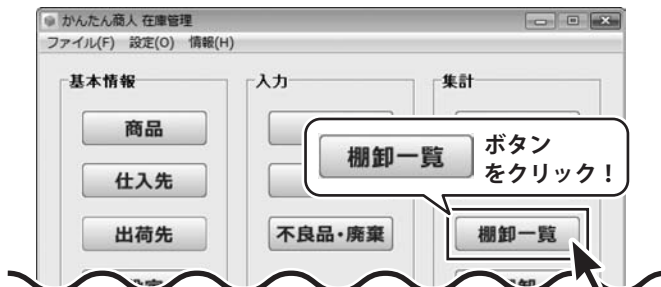 かんたん商人 在庫管理
ファイル(F) 設定(O) 情報(H)
基本情報
入力
集計
商品
棚卸一覧
ボタン
をクリック！
仕入先
出荷先
不良品・廃棄
棚卸一覧